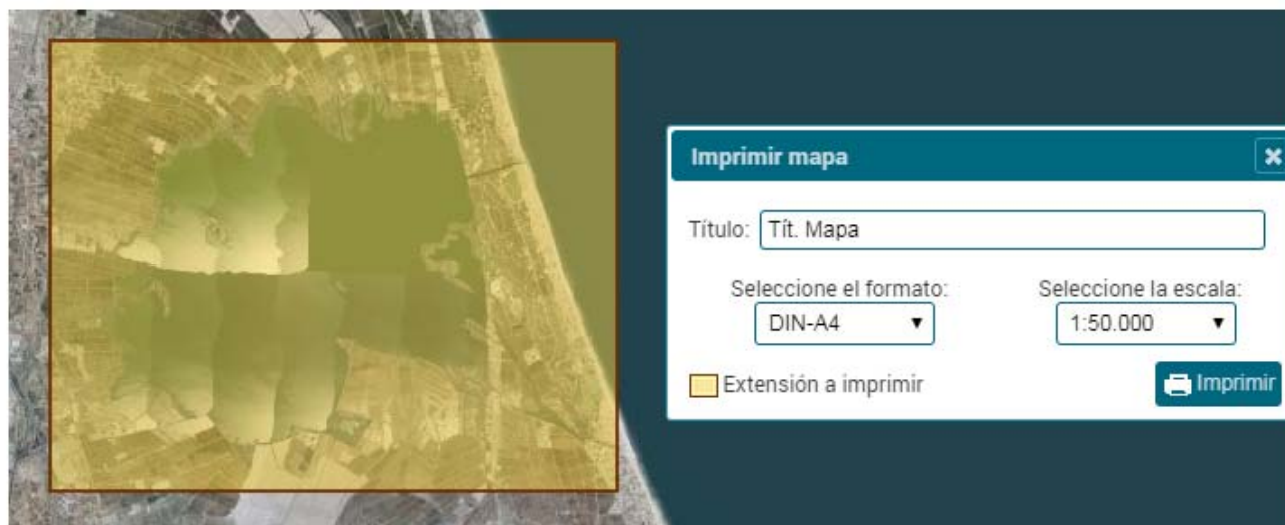 Imprimir mapa
Título: Tít. Mapa
Seleccione el formato: Seleccione la escala:
DIN-A4 1:50.000
Extensión a imprimir Imprimir